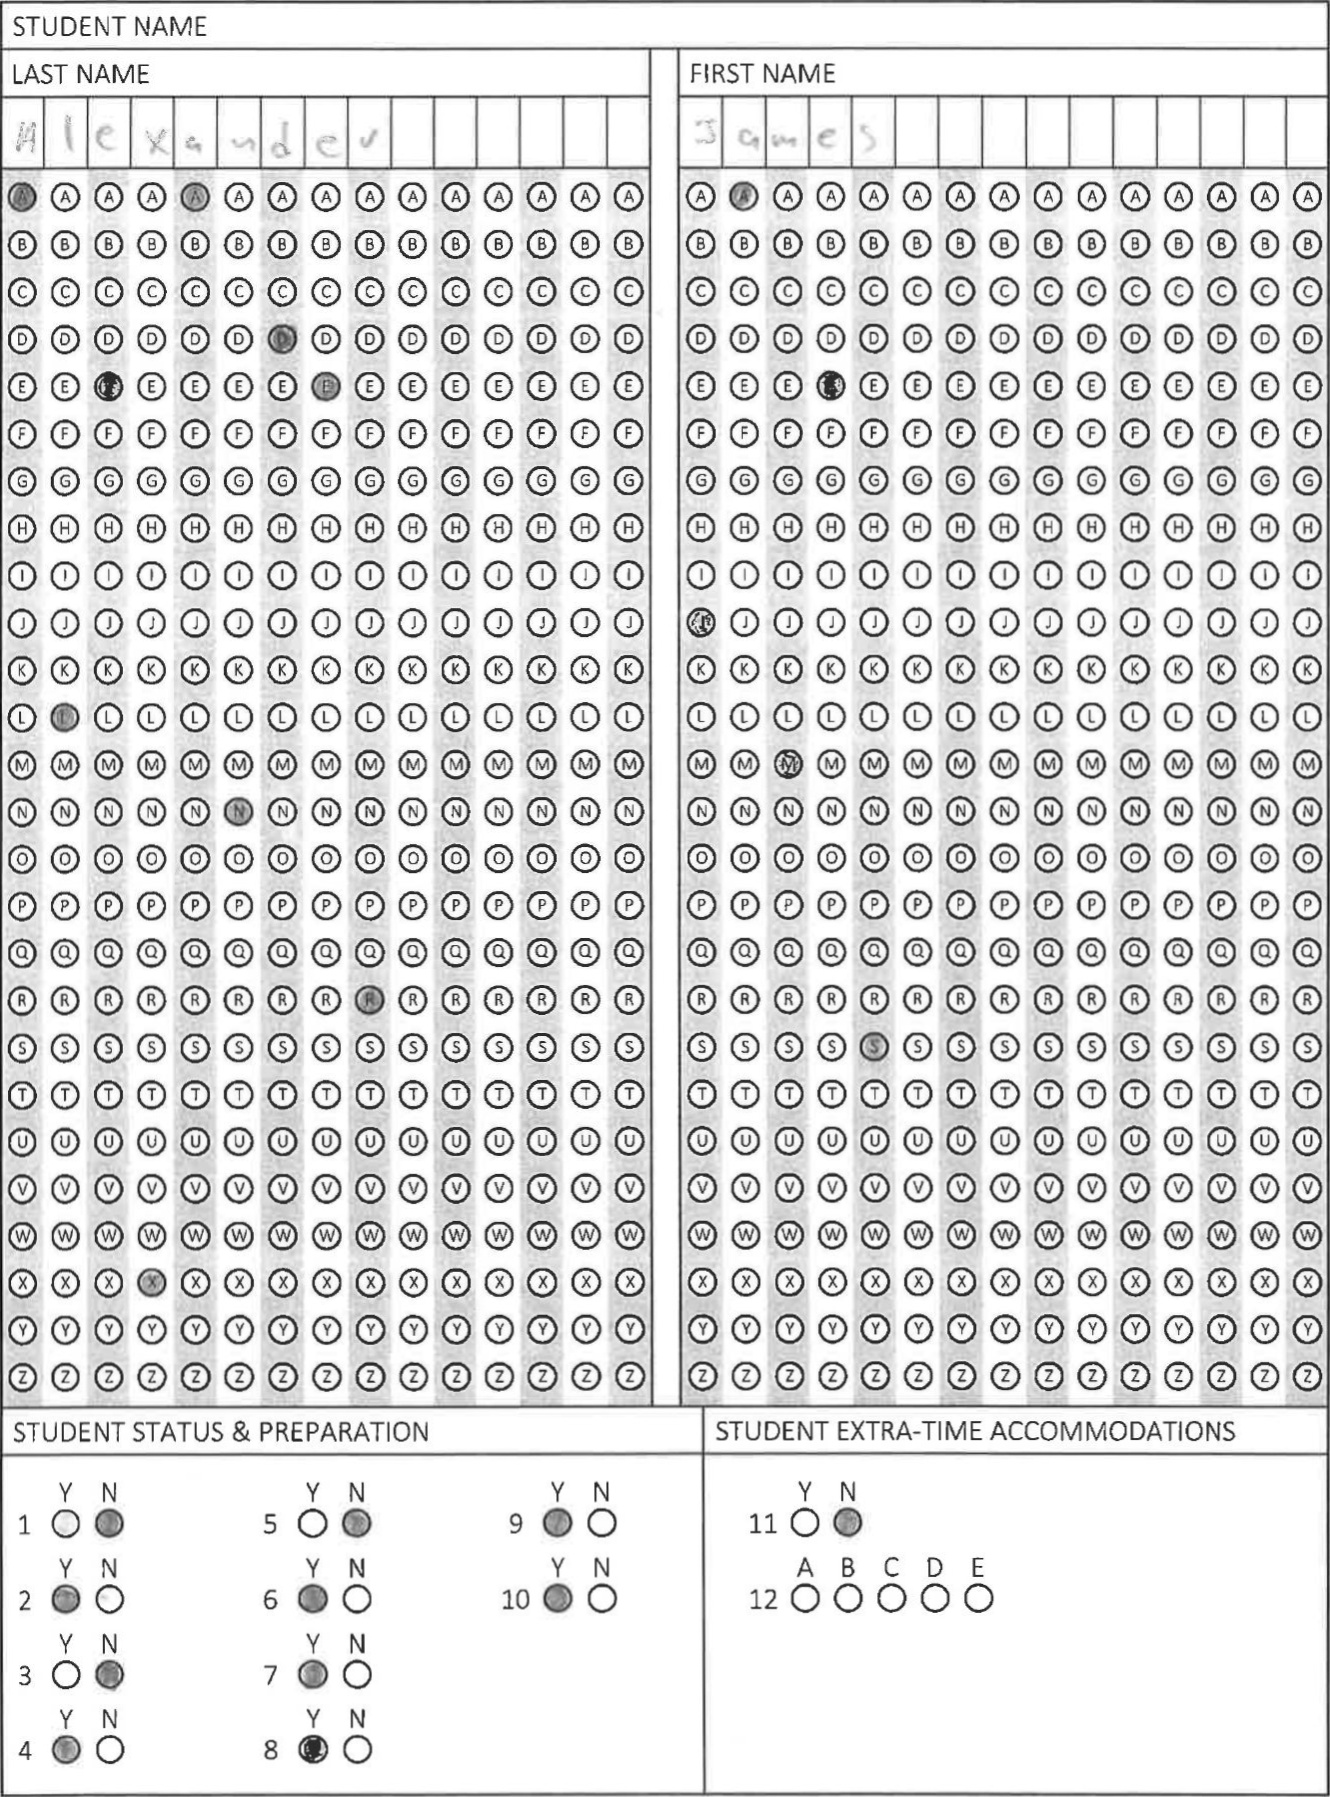 STUDENT NAME
LAST NAME
Alexander
A A A A A A A A A A A A A A A
B B B B B B B B B B B B B B B
C C C C C C C C C C C C C C C
D D D D D D D D D D D D D D D
E E E E E E E E E E E E E E E
F F F F F F F F F F F F F F F
G G G G G G G G G G G G G G G
H H H H H H H H H H H H H H H
I I I I I I I I I I I I I I I
J J J J J J J J J J J J J J J
K K K K K K K K K K K K K K K
L L L L L L L L L L L L L L L
M M M M M M M M M M M M M M M
N N N N N N N N N N N N N N N
O O O O O O O O O O O O O O O
P P P P P P P P P P P P P P P
Q Q Q Q Q Q Q Q Q Q Q Q Q Q Q
R R R R R R R R R R R R R R R
S S S S S S S S S S S S S S S
T T T T T T T T T T T T T T T
U U U U U U U U U U U U U U U
V V V V V V V V V V V V V V V
W W W W W W W W W W W W W W W
X X X X X X X X X X X X X X X
Y Y Y Y Y Y Y Y Y Y Y Y Y Y Y
Z Z Z Z Z Z Z Z Z Z Z Z Z Z Z
FIRST NAME
James
A A A A A A A A A A A A A A A
B B B B B B B B B B B B B B B
C C C C C C C C C C C C C C C
D D D D D D D D D D D D D D D
E E E E E E E E E E E E E E E
F F F F F F F F F F F F F F F
G G G G G G G G G G G G G G G
H H H H H H H H H H H H H H H
I I I I I I I I I I I I I I I
J J J J J J J J J J J J J J J
K K K K K K K K K K K K K K K
L L L L L L L L L L L L L L L
M M M M M M M M M M M M M M M
N N N N N N N N N N N N N N N
O O O O O O O O O O O O O O O
P P P P P P P P P P P P P P P
Q Q Q Q Q Q Q Q Q Q Q Q Q Q Q
R R R R R R R R R R R R R R R
S S S S S S S S S S S S S S S
T T T T T T T T T T T T T T T
U U U U U U U U U U U U U U U
V V V V V V V V V V V V V V V
W W W W W W W W W W W W W W W
X X X X X X X X X X X X X X X
Y Y Y Y Y Y Y Y Y Y Y Y Y Y Y
Z Z Z Z Z Z Z Z Z Z Z Z Z Z Z
STUDENT STATUS & PREPARATION
Y N
1
Y N
2
Y N
3
Y N
4
Y N
5
Y N
6
Y N
7
Y N
8
Y N
9
Y N
10
STUDENT EXTRA-TIME ACCOMMODATIONS
Y N
11
A B C D E
12